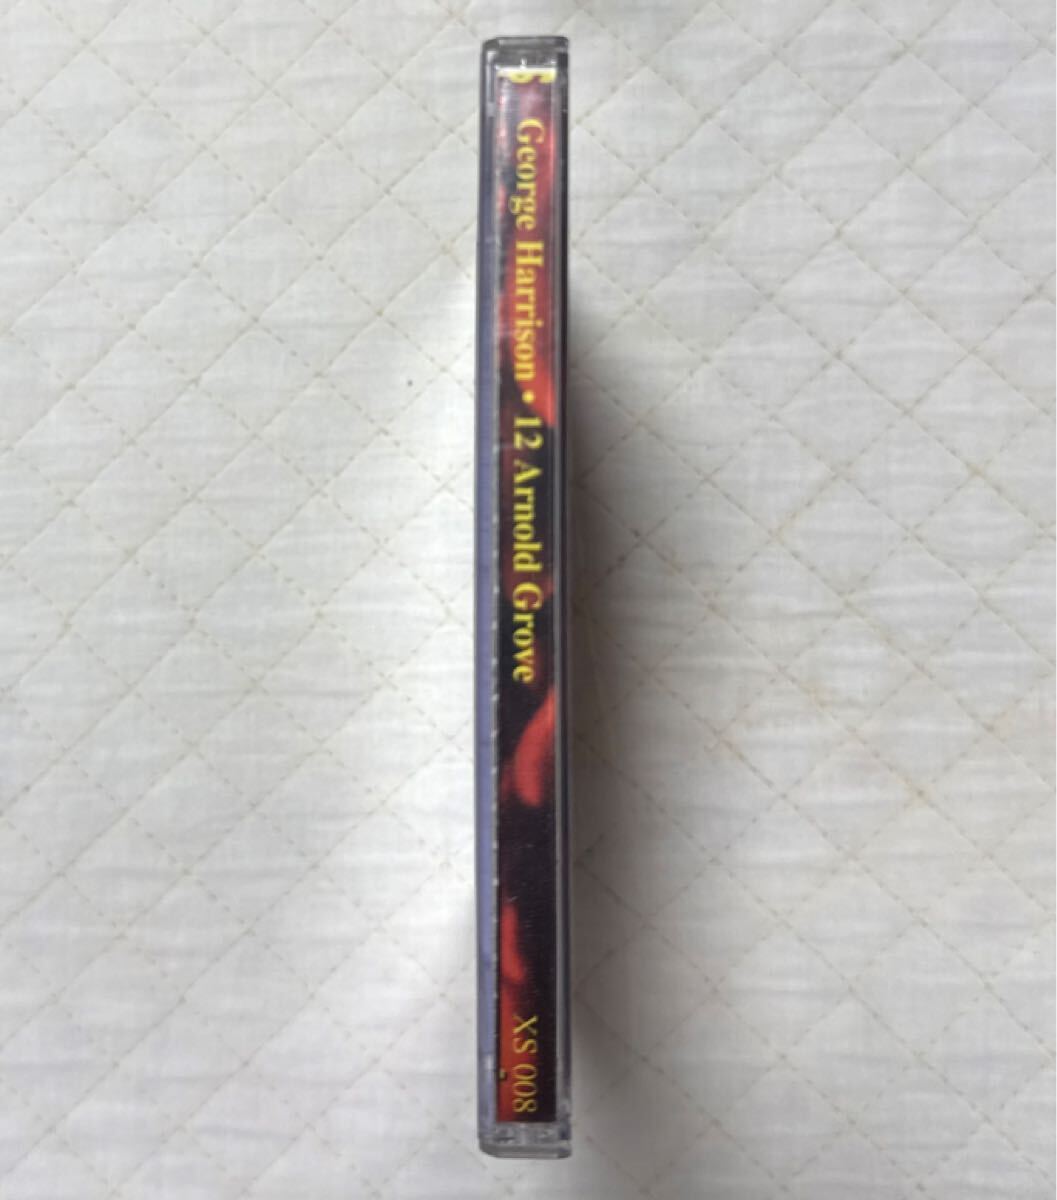 George Harrison • 12 Arnold Grove
XS 008